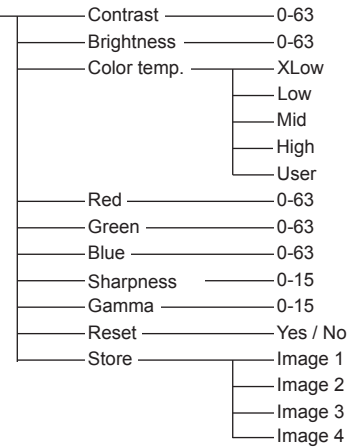 Contrast 0-63
Brightness 0-63
Color temp. XLow
Low
Mid
High
User
Red 0-63
Green 0-63
Blue 0-63
Sharpness 0-15
Gamma 0-15
Reset Yes / No
Store Image 1
Image 2
Image 3
Image 4